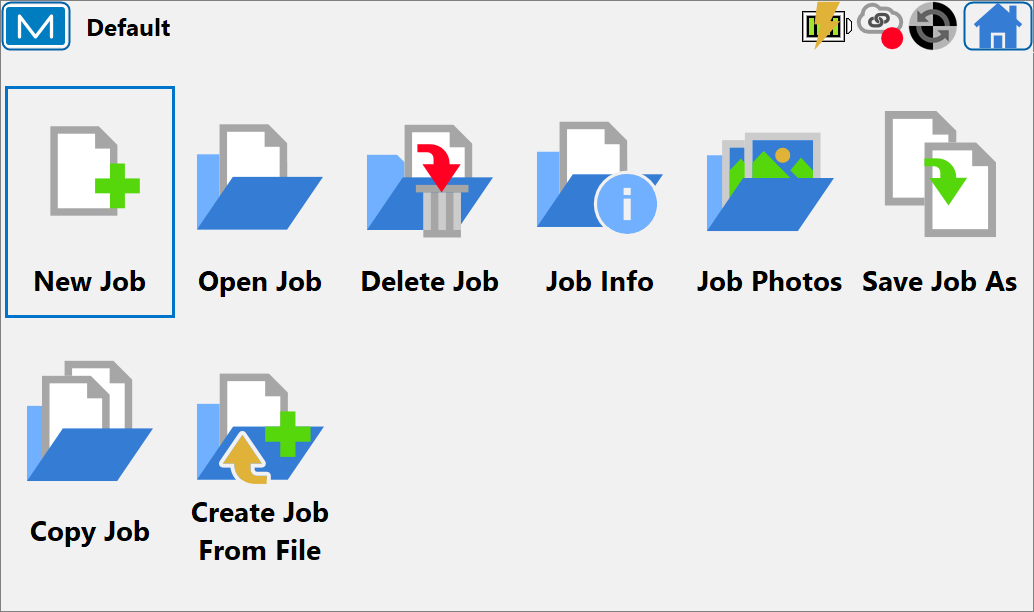 M Default
New Job
Open Job
Delete Job
Job Info
Job Photos
Save Job As
Copy Job
Create Job
From File